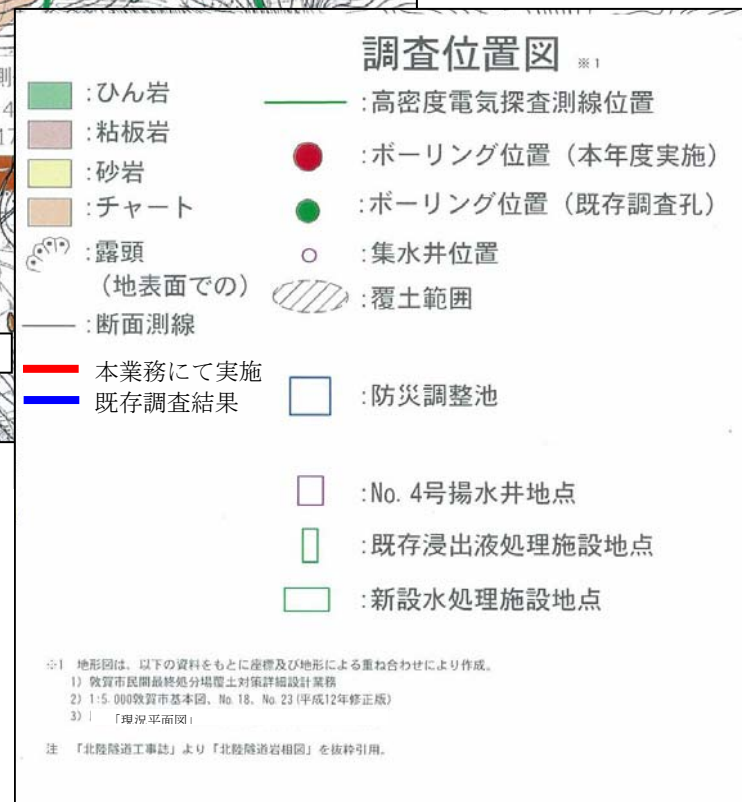 調査位置図 ※1
:ひん岩
:粘板岩
:砂岩
:チャート
:露頭
(地表面での)
:断面測線
本業務にて実施
既存調査結果
:高密度電気探査測線位置
:ボーリング位置（本年度実施）
:ボーリング位置（既存調査孔）
:集水井位置
:覆土範囲
:防災調整池
:No. 4号揚水井地点
:既存浸出液処理施設地点
:新設水処理施設地点
※1 地形図は、以下の資料をもとに座標及び地形による重ね合わせにより作成。
1) 敦賀市民間最終処分場覆土対策詳細設計業務
2) 1:5,000敦賀市基本図、No.18、No.23(平成12年修正版)
3) 「現況平面図」
注 「北陸隧道工事誌」より「北陸隧道岩相図」を抜粋引用。